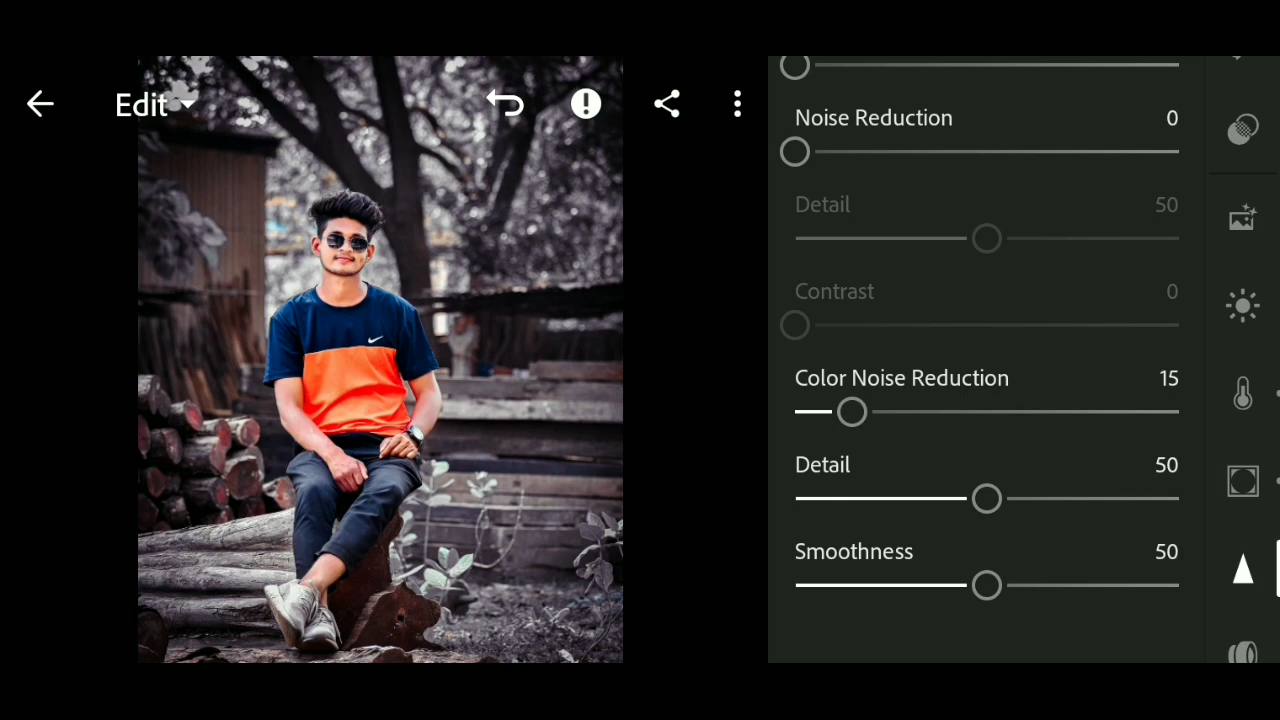 Edit
Noise Reduction 0
Detail 50
Contrast 0
Color Noise Reduction 15
Detail 50
Smoothness 50